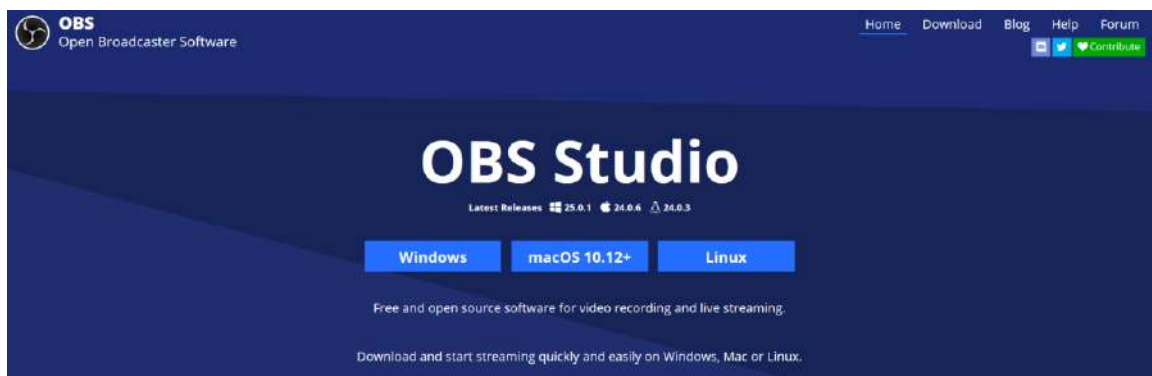 OBS
Open Broadcaster Software
Home Download Blog Help Forum
Contribute
OBS Studio
Latest Releases 25.0.1 24.0.6 24.0.3
Windows macOS 10.12+ Linux
Free and open source software for video recording and live streaming.
Download and start streaming quickly and easily on Windows, Mac or Linux.